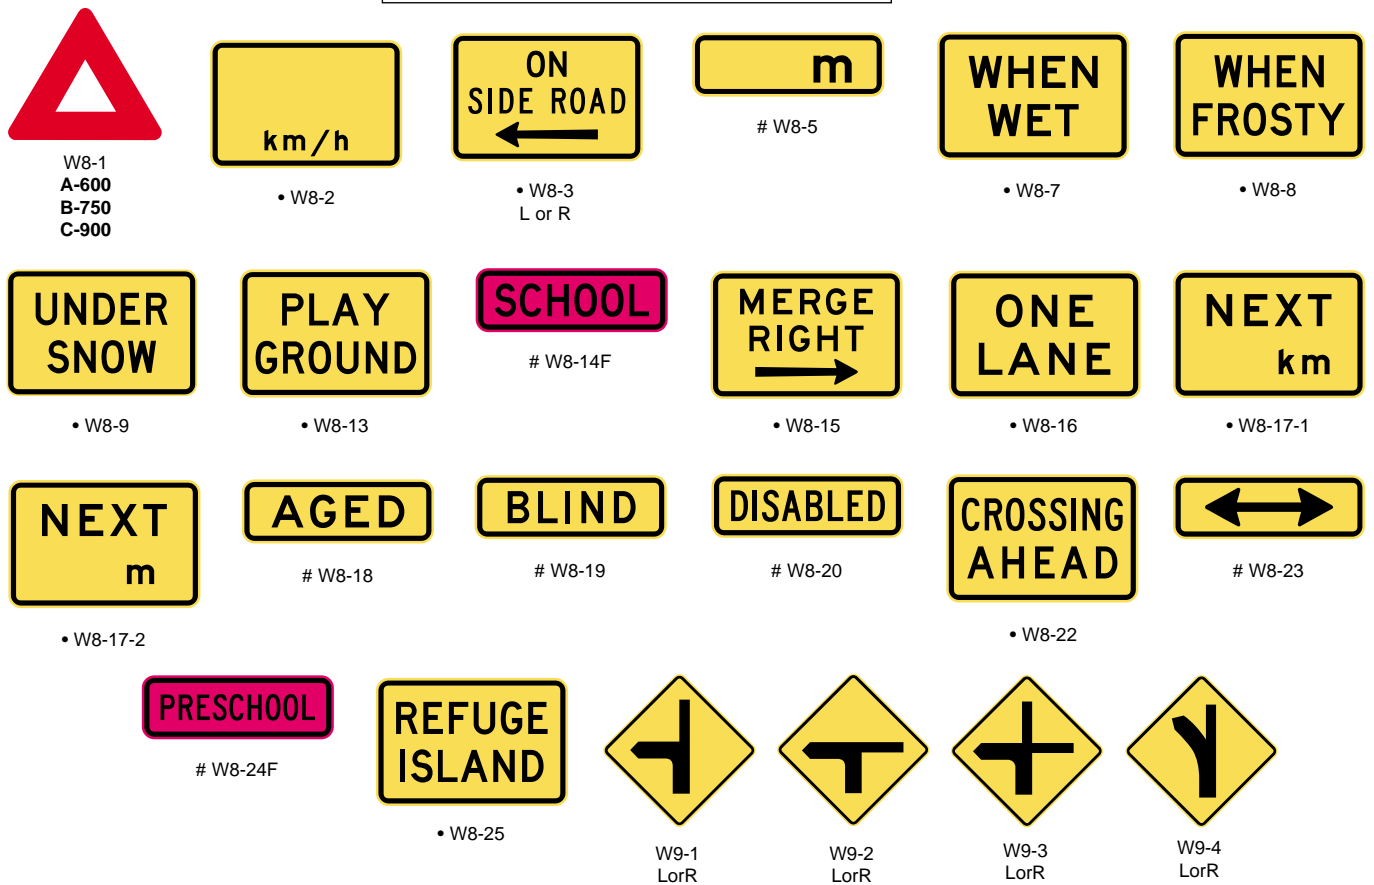 W8-1
A-600
B-750
C-900
km/h
• W8-2
ON
SIDE ROAD
• W8-3
L or R
m
# W8-5
WHEN
WET
• W8-7
WHEN
FROSTY
• W8-8
UNDER
SNOW
• W8-9
PLAY
GROUND
• W8-13
SCHOOL
# W8-14F
MERGE
RIGHT
• W8-15
ONE
LANE
• W8-16
NEXT
km
• W8-17-1
NEXT
m
• W8-17-2
AGED
# W8-18
BLIND
# W8-19
DISABLED
# W8-20
CROSSING
AHEAD
• W8-22
# W8-23
PRESCHOOL
# W8-24F
REFUGE
ISLAND
• W8-25
W9-1
LorR
W9-2
LorR
W9-3
LorR
W9-4
LorR